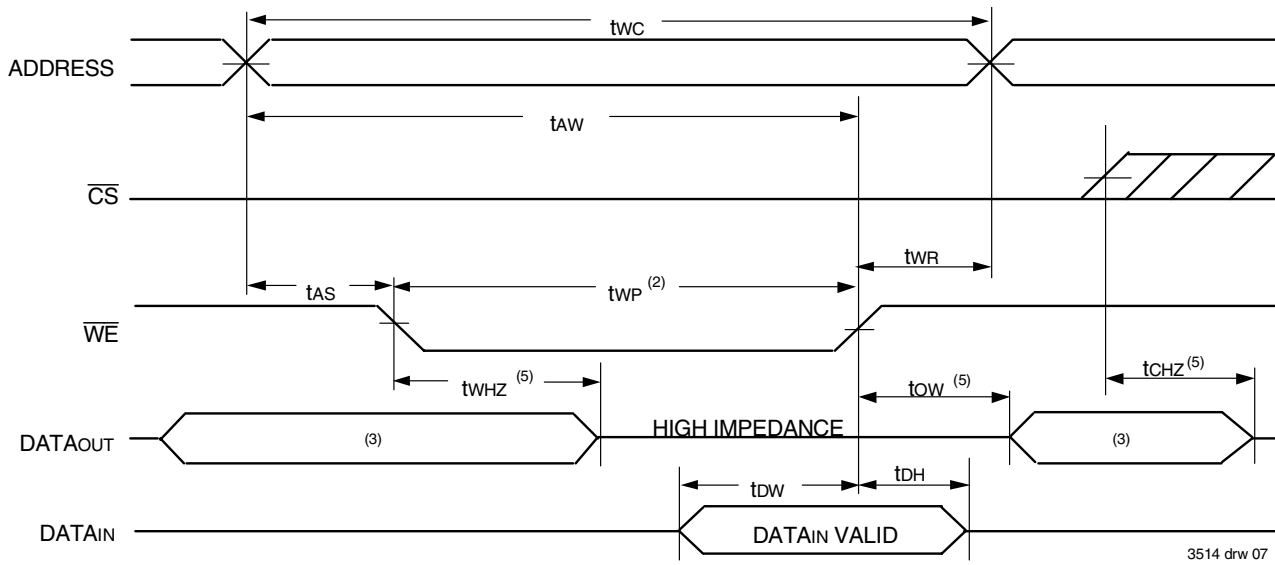 tWC
ADDRESS
tAW
CS
tWR
tAS
tWP (2)
WE
tWHZ (5)
tOW (5)
tCHZ (5)
DATAOUT
(3)
HIGH IMPEDANCE
(3)
tDW
tDH
DATAIN
DATAIN VALID
3514 drw 07